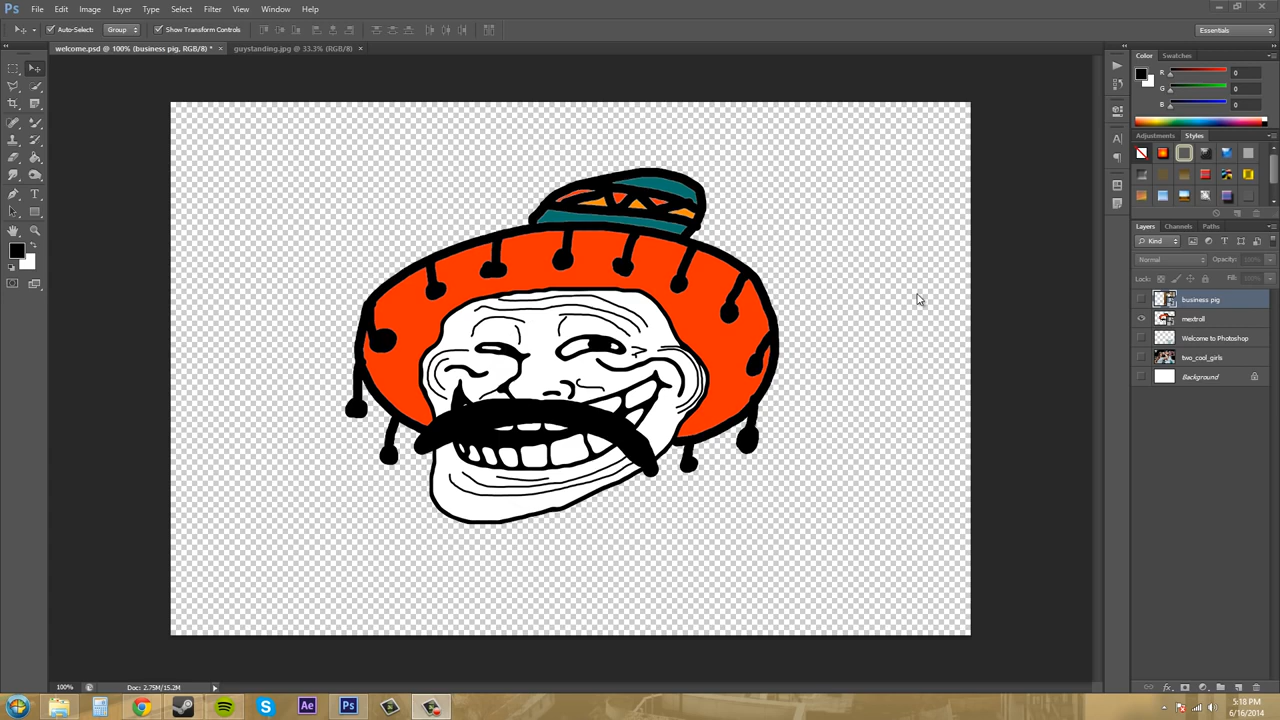 Ps File Edit Image Layer Type Select Filter View Window Help
Auto-Select: Group Show Transform Controls Essentials
welcome.psd @ 100% (business pig, RGB/8) * × guystanding.jpg @ 33.3% (RGB/8) ×
Color Swatches
R 0
G 0
B 0
Adjustments Styles
Layers Channels Paths
Kind
Normal Opacity: 100%
Lock: Fill: 100%
business pig
mextroll
Welcome to Photoshop
two_cool_girls
Background
100% Doc: 2.75M/15.2M
Ae Ps
5:18 PM
6/16/2014